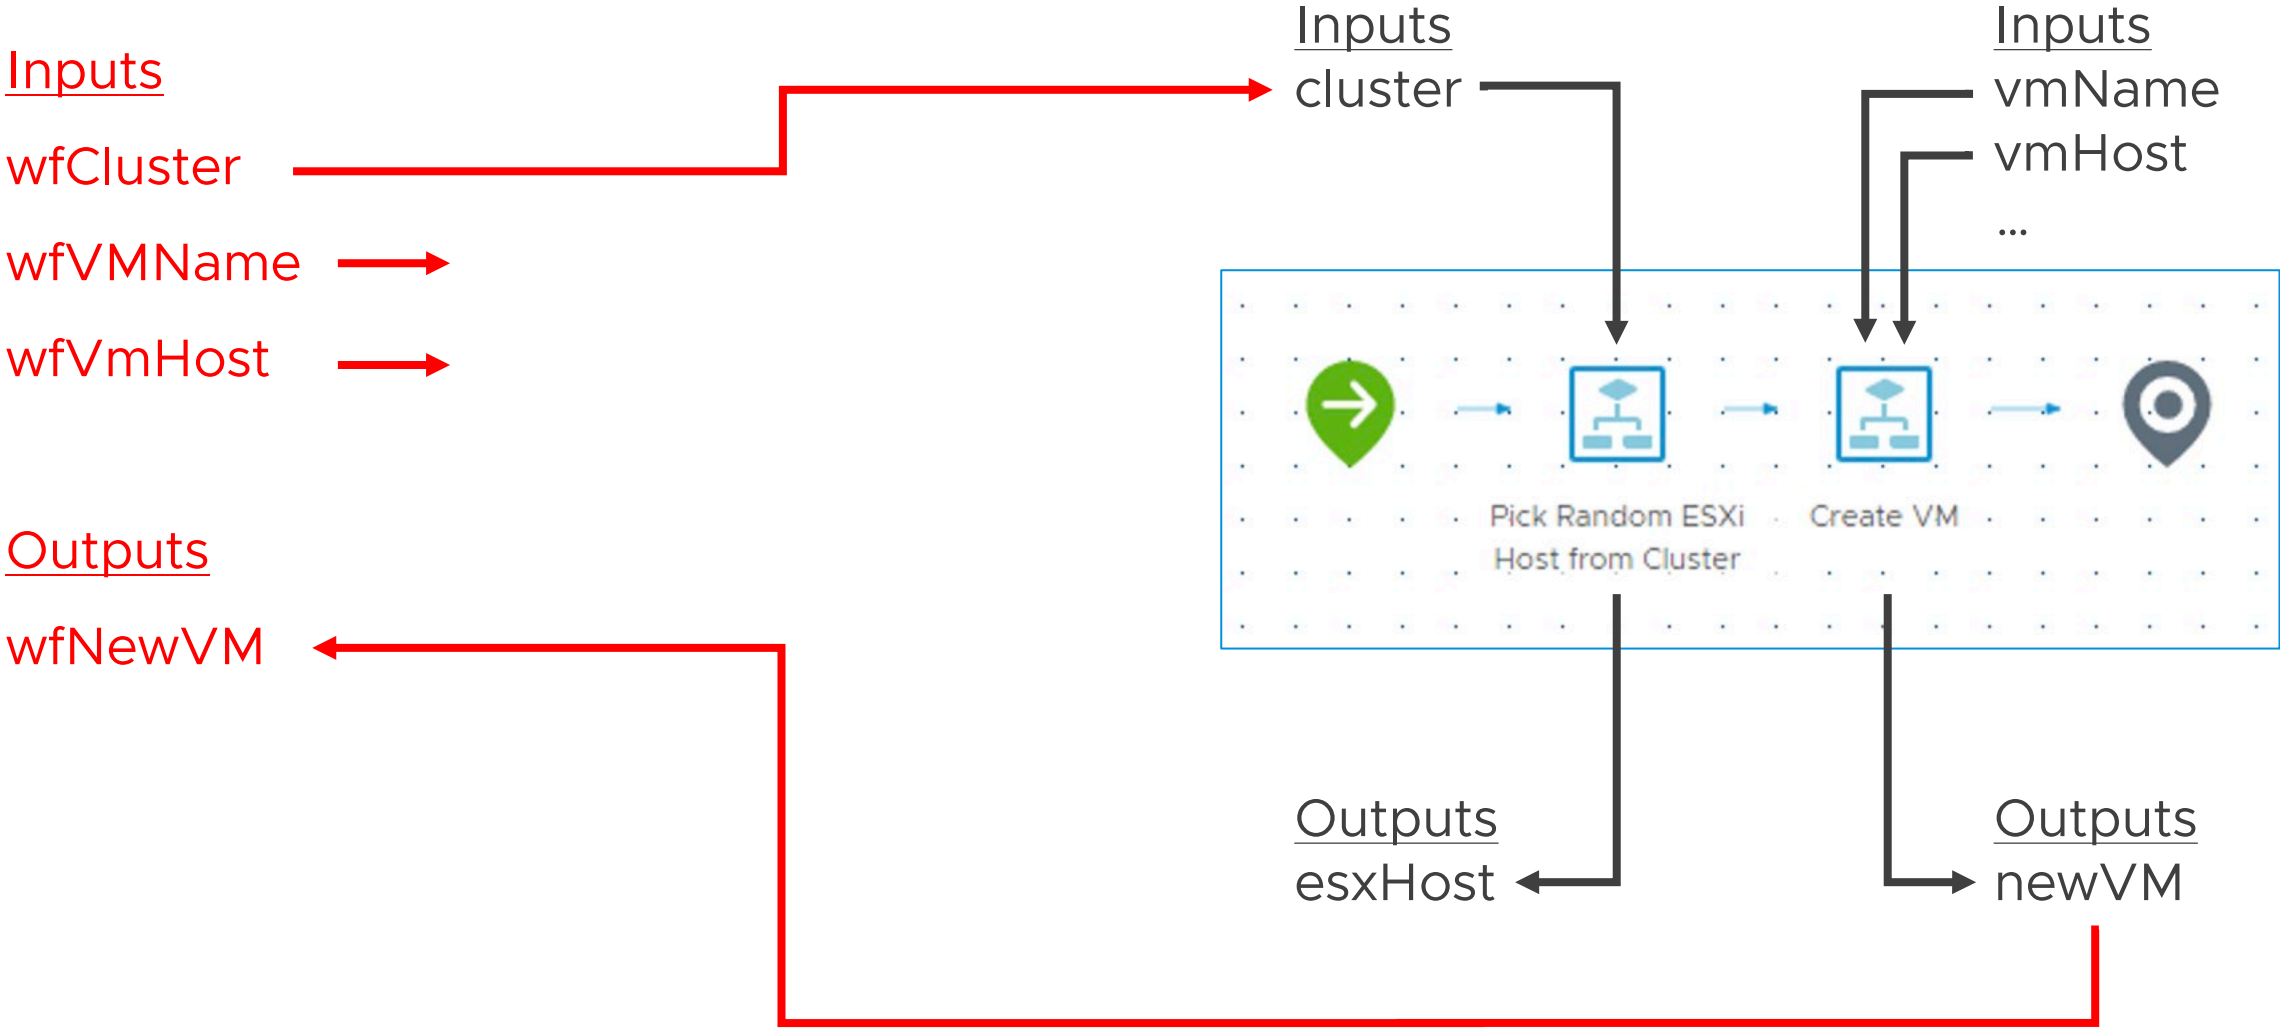 Inputs
wfCluster
wfVMName
wfVmHost
Outputs
wfNewVM
Inputs
cluster
Inputs
vmName
vmHost
...
Pick Random ESXi
Host from Cluster
Create VM
Outputs
esxHost
Outputs
newVM